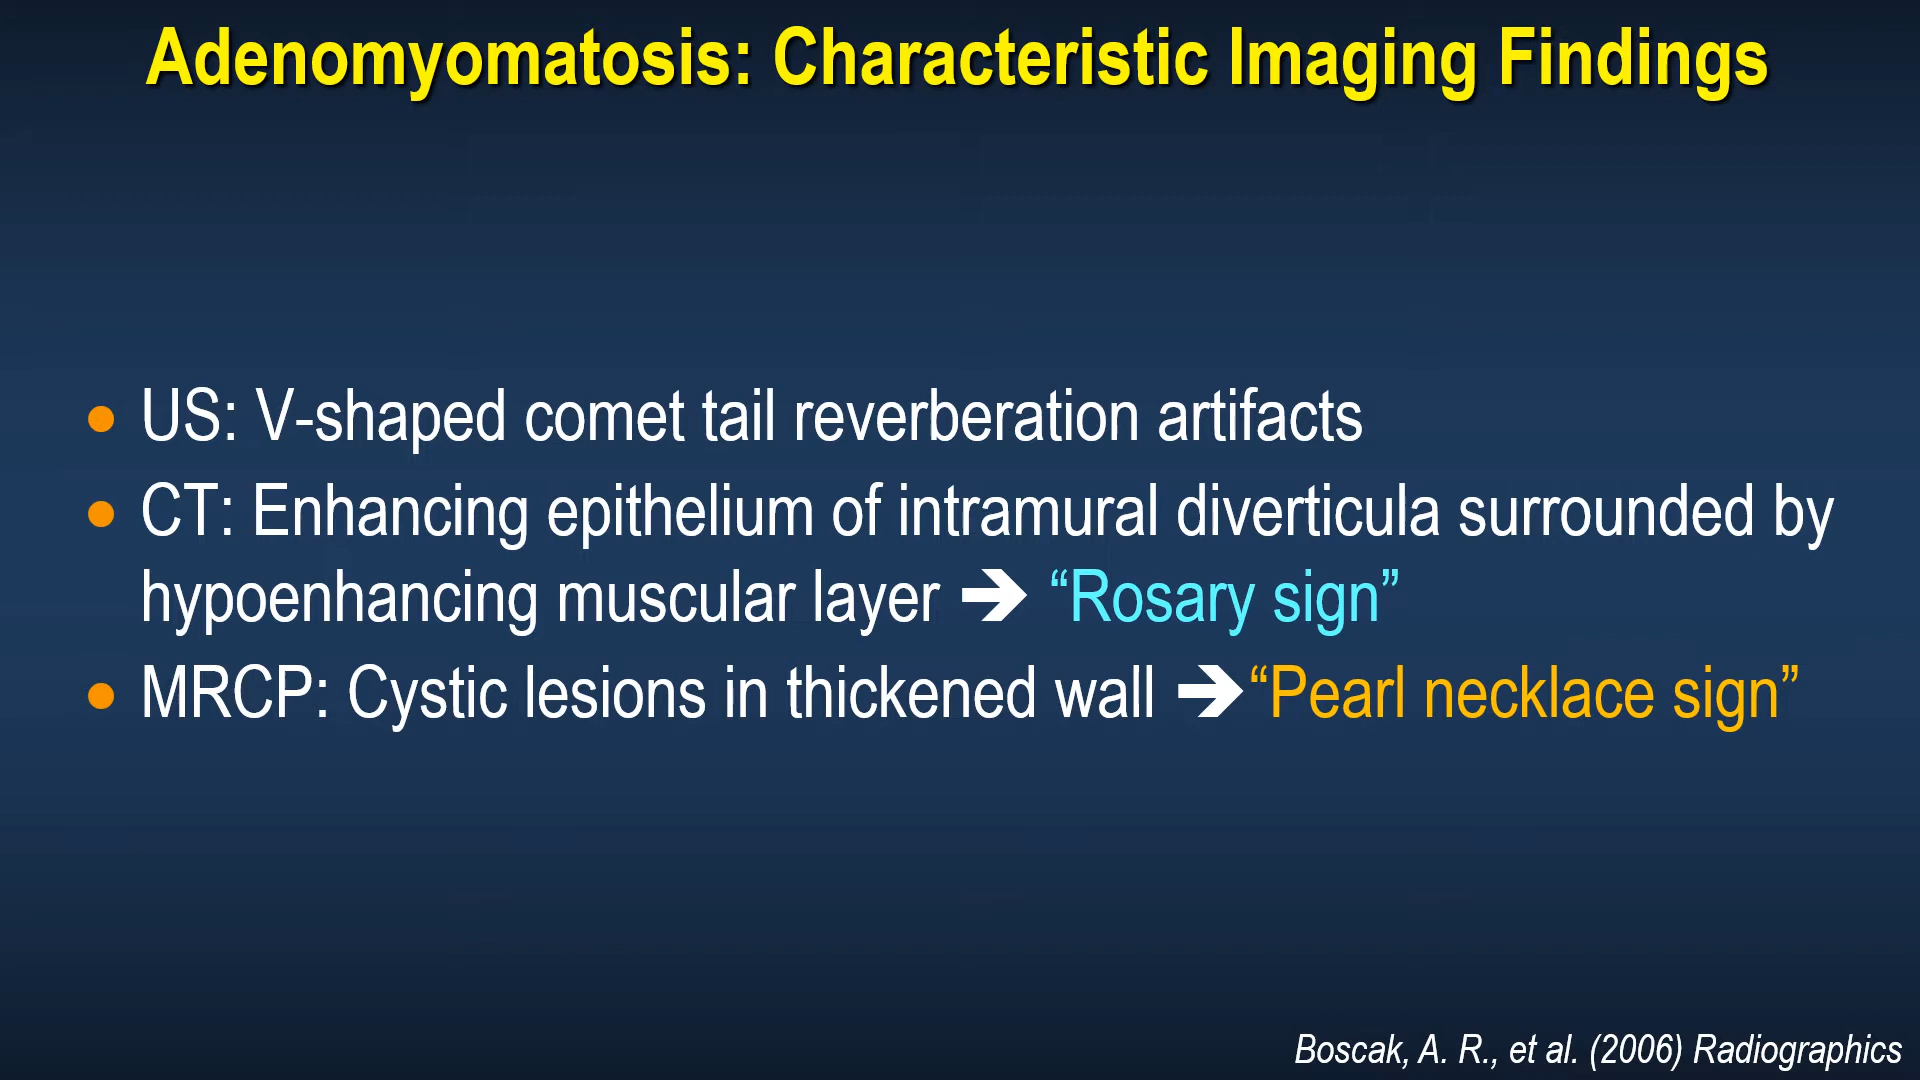 Adenomyomatosis: Characteristic Imaging Findings
• US: V-shaped comet tail reverberation artifacts
• CT: Enhancing epithelium of intramural diverticula surrounded by
hypoenhancing muscular layer ➔ “Rosary sign”
• MRCP: Cystic lesions in thickened wall ➔“Pearl necklace sign”
Boscak, A. R., et al. (2006) Radiographics